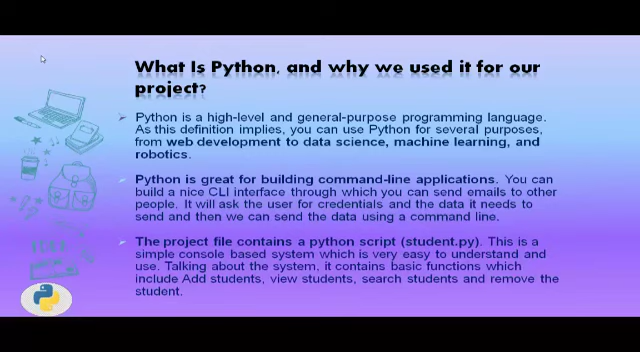 What Is Python, and why we used it for our
project?
Python is a high-level and general-purpose programming language.
As this definition implies, you can use Python for several purposes,
from web development to data science, machine learning, and
robotics.
Python is great for building command-line applications. You can
build a nice CLI interface through which you can send emails to other
people. It will ask the user for credentials and the data it needs to
send and then we can send the data using a command line.
The project file contains a python script (student.py). This is a
simple console based system which is very easy to understand and
use. Talking about the system, it contains basic functions which
include Add students, view students, search students and remove the
student.